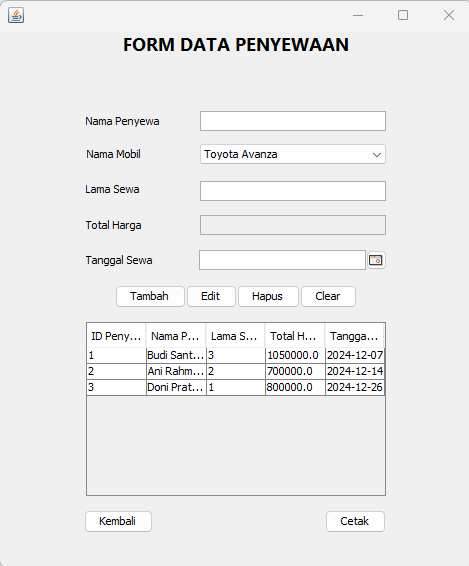 FORM DATA PENYEWAAN
Nama Penyewa
Nama Mobil Toyota Avanza
Lama Sewa
Total Harga
Tanggal Sewa
Tambah Edit Hapus Clear
ID Peny... Nama P... Lama S... Total H... Tangga...
1 Budi Sant... 3 1050000.0 2024-12-07
2 Ani Rahm... 2 700000.0 2024-12-14
3 Doni Prat... 1 800000.0 2024-12-26
Kembali Cetak